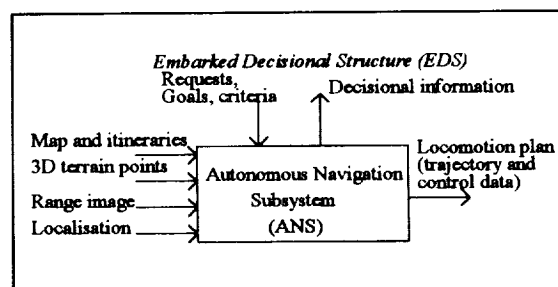 Embarked Decisional Structure (EDS)
Requests,
Goals, criteria
Decisional information
Map and itineraries
3D terrain points
Range image
Localisation
Autonomous Navigation
Subsystem
(ANS)
Locomotion plan
(trajectory and
control data)